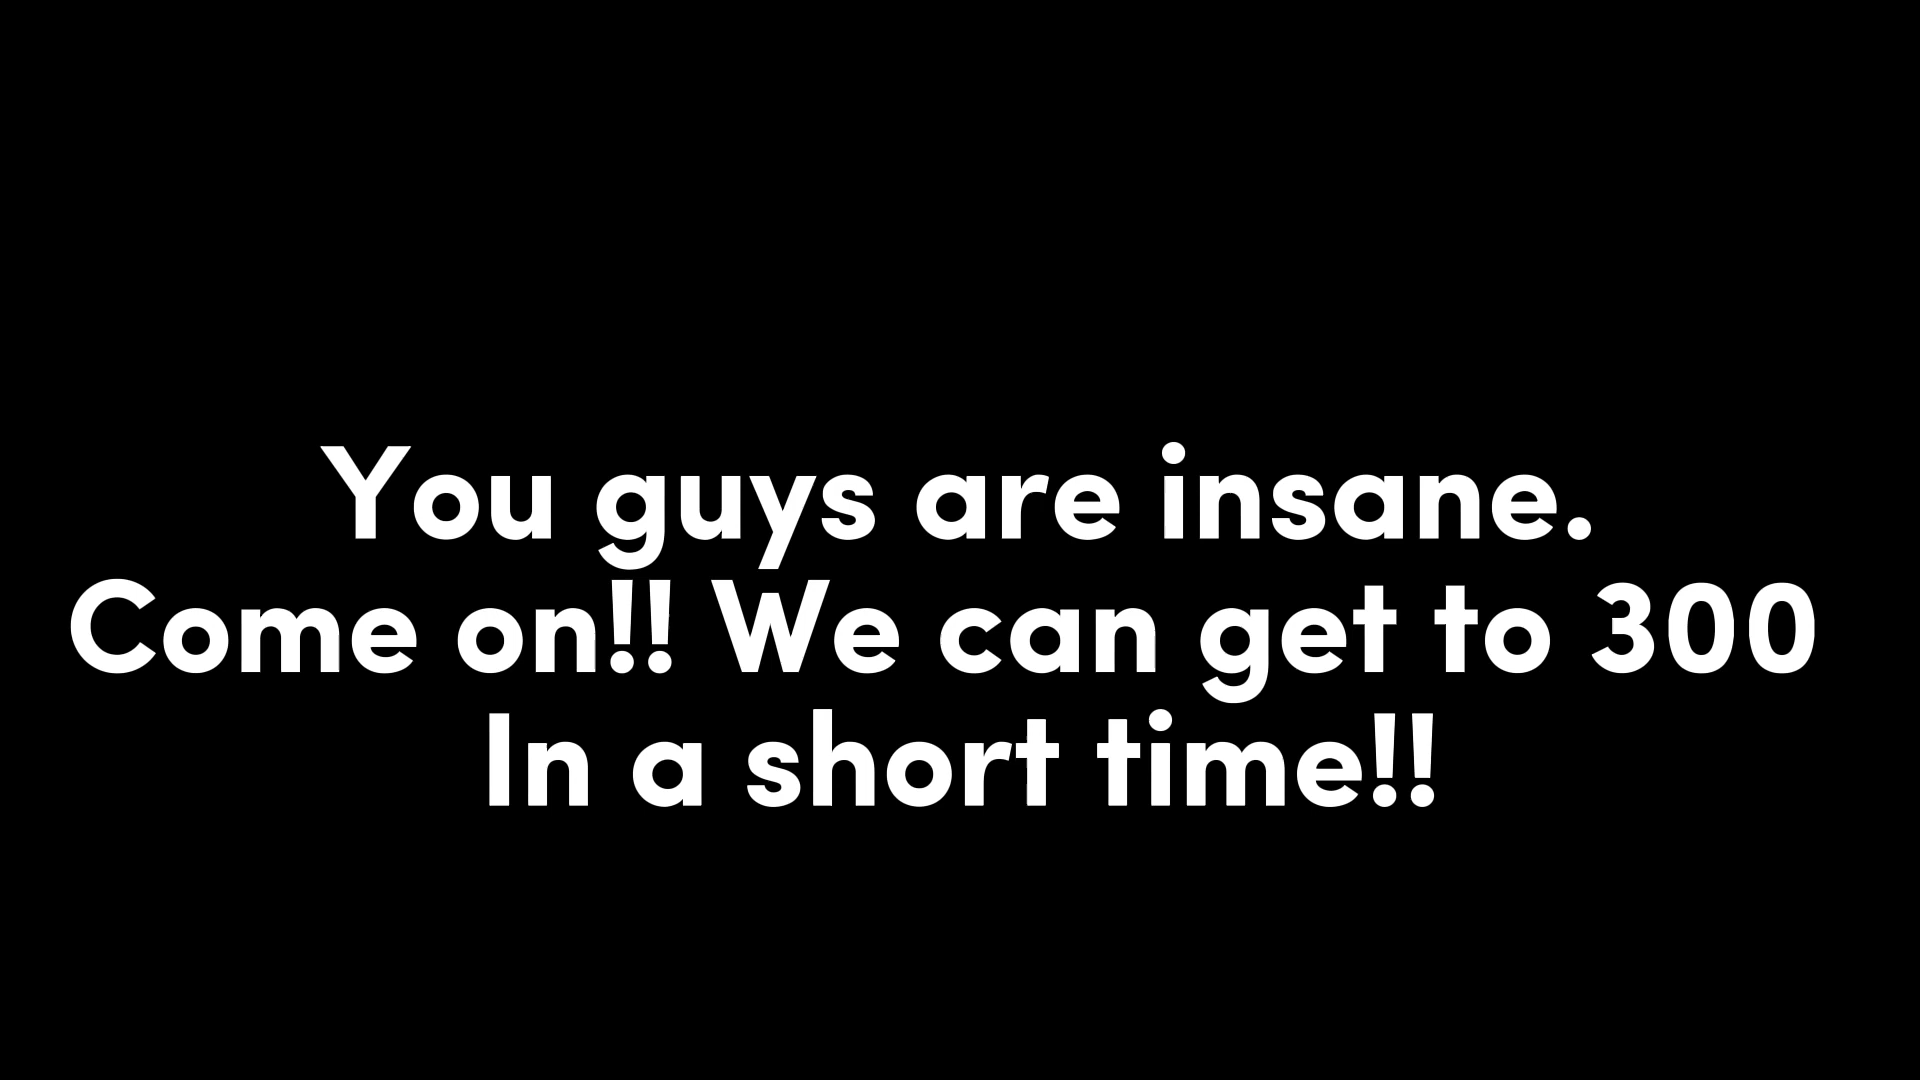 You guys are insane.
Come on!! We can get to 300
In a short time!!